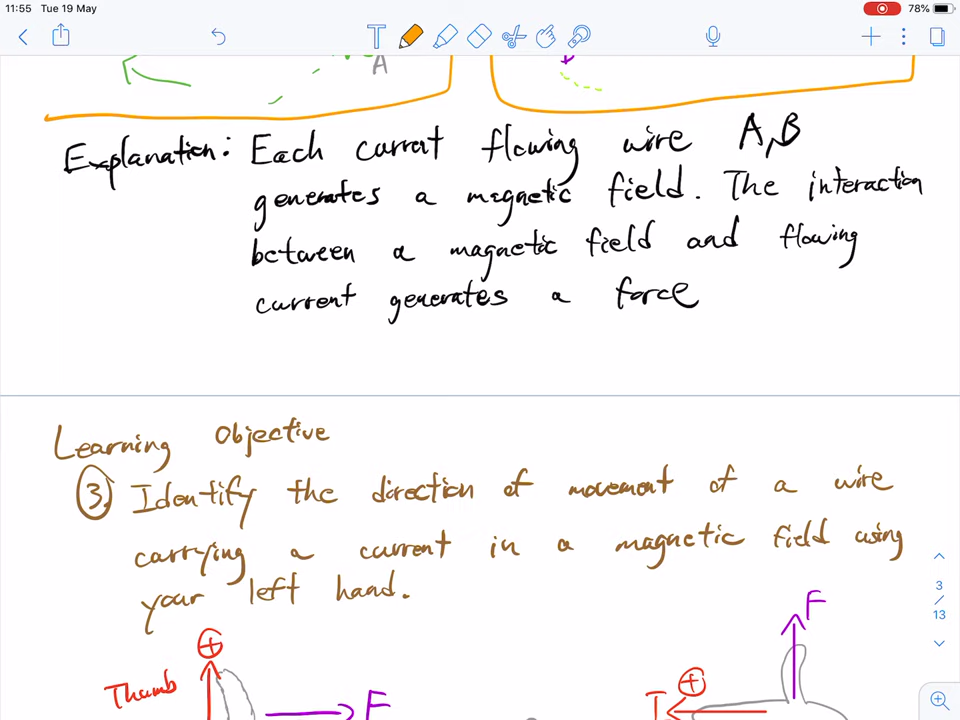 11:55 Tue 19 May
78%
T
A
Explanation: Each current flowing wire A,B
generates a magnetic field. The interaction
between a magnetic field and flowing
current generates a force
Learning Objective
③ Identify the direction of movement of a wire
carrying a current in a magnetic field using
your left hand.
3
/
13
F
+
Thumb
F
+
I